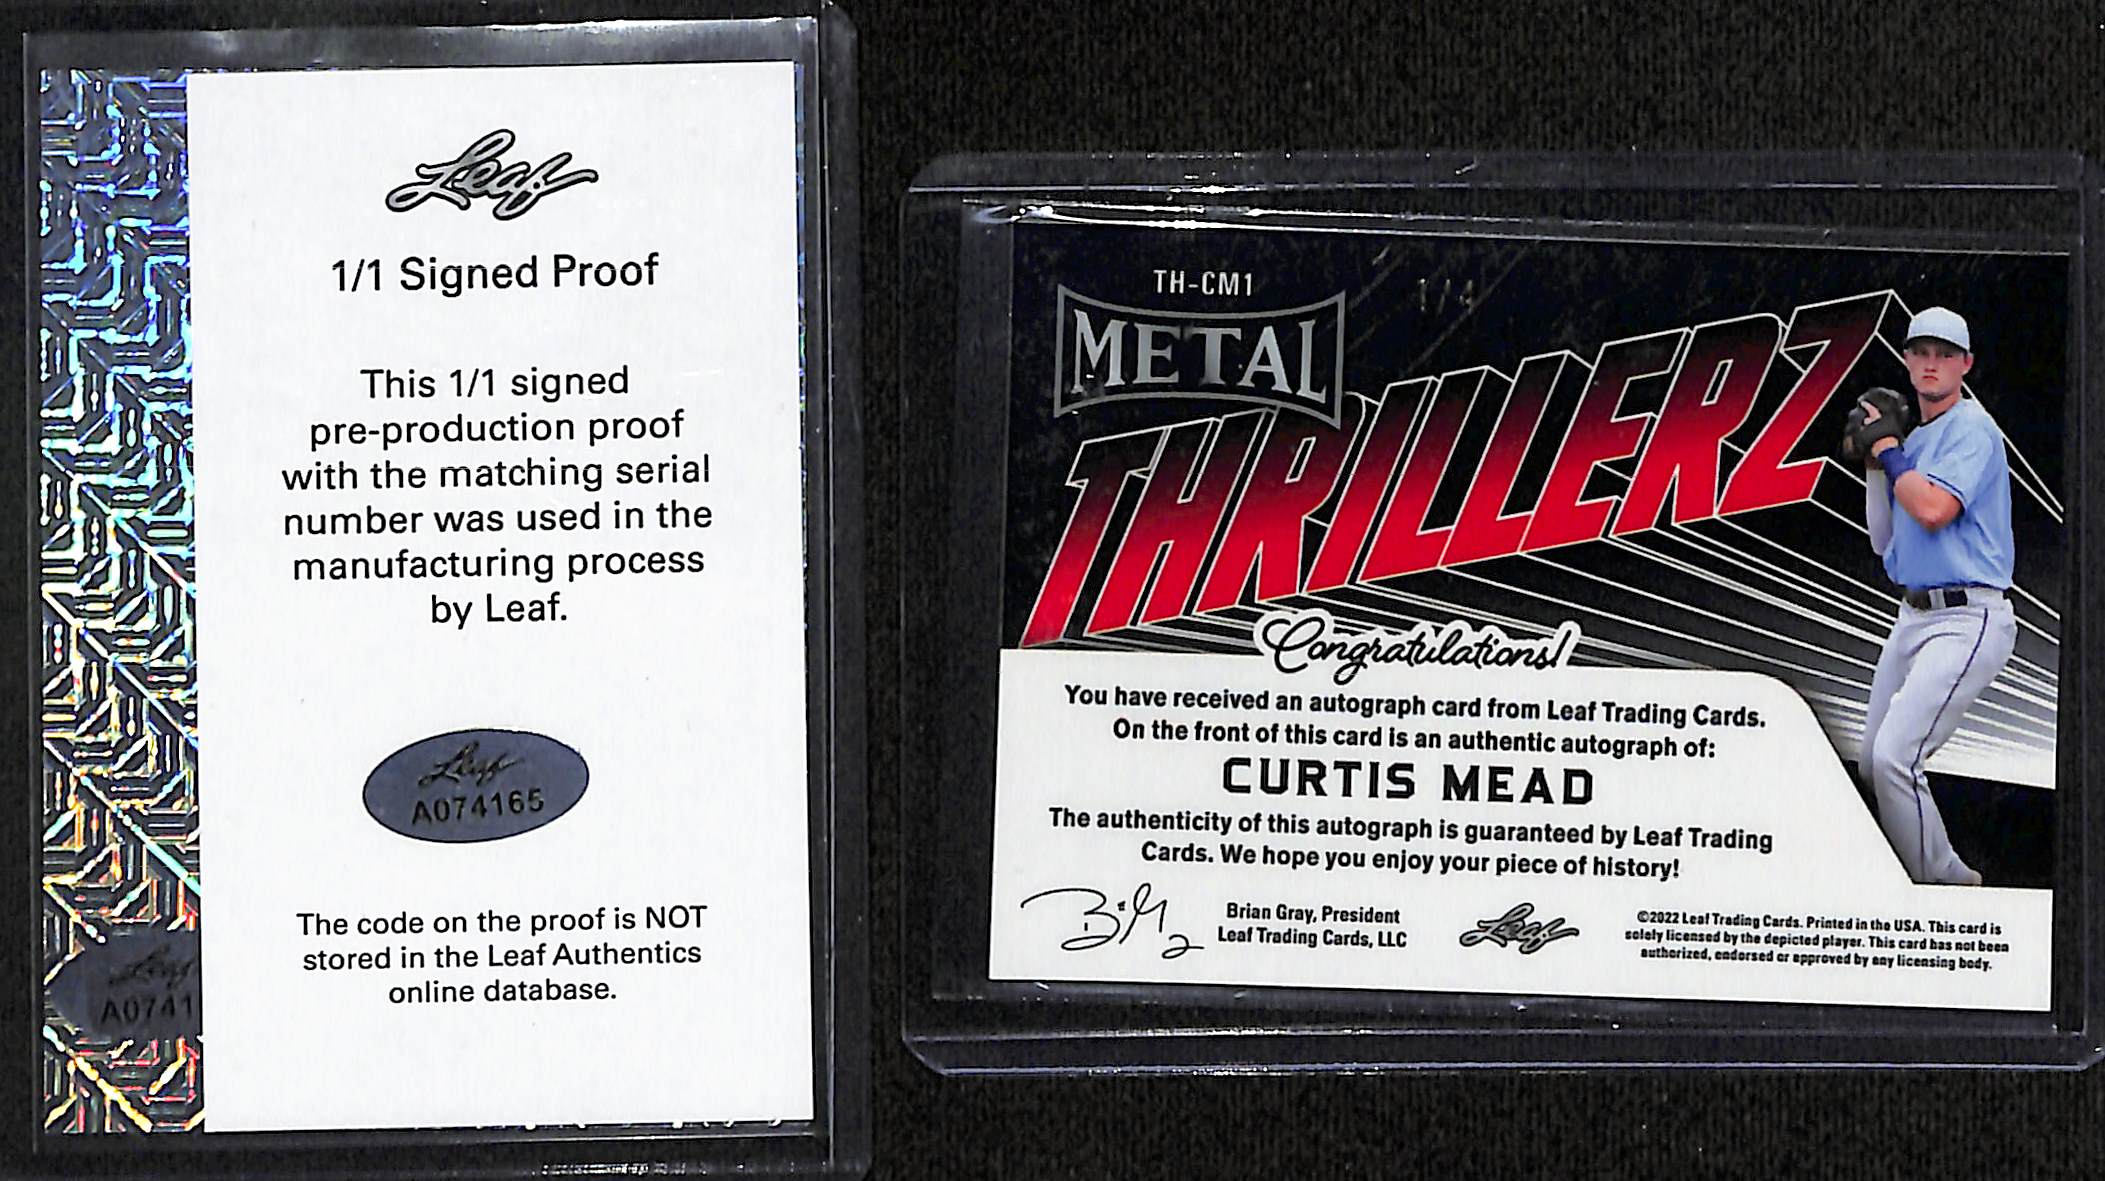 Leaf
1/1 Signed Proof
This 1/1 signed
pre-production proof
with the matching serial
number was used in the
manufacturing process
by Leaf.
Leaf
A074165
The code on the proof is NOT
stored in the Leaf Authentics
online database.
Leaf
A0741
TH-CM1
1/4
METAL
THRILLERZ
Congratulations!
You have received an autograph card from Leaf Trading Cards.
On the front of this card is an authentic autograph of:
CURTIS MEAD
The authenticity of this autograph is guaranteed by Leaf Trading
Cards. We hope you enjoy your piece of history!
Brian Gray, President
Leaf Trading Cards, LLC
Leaf
©2022 Leaf Trading Cards. Printed in the USA. This card is
solely licensed by the depicted player. This card has not been
authorized, endorsed or approved by any licensing body.